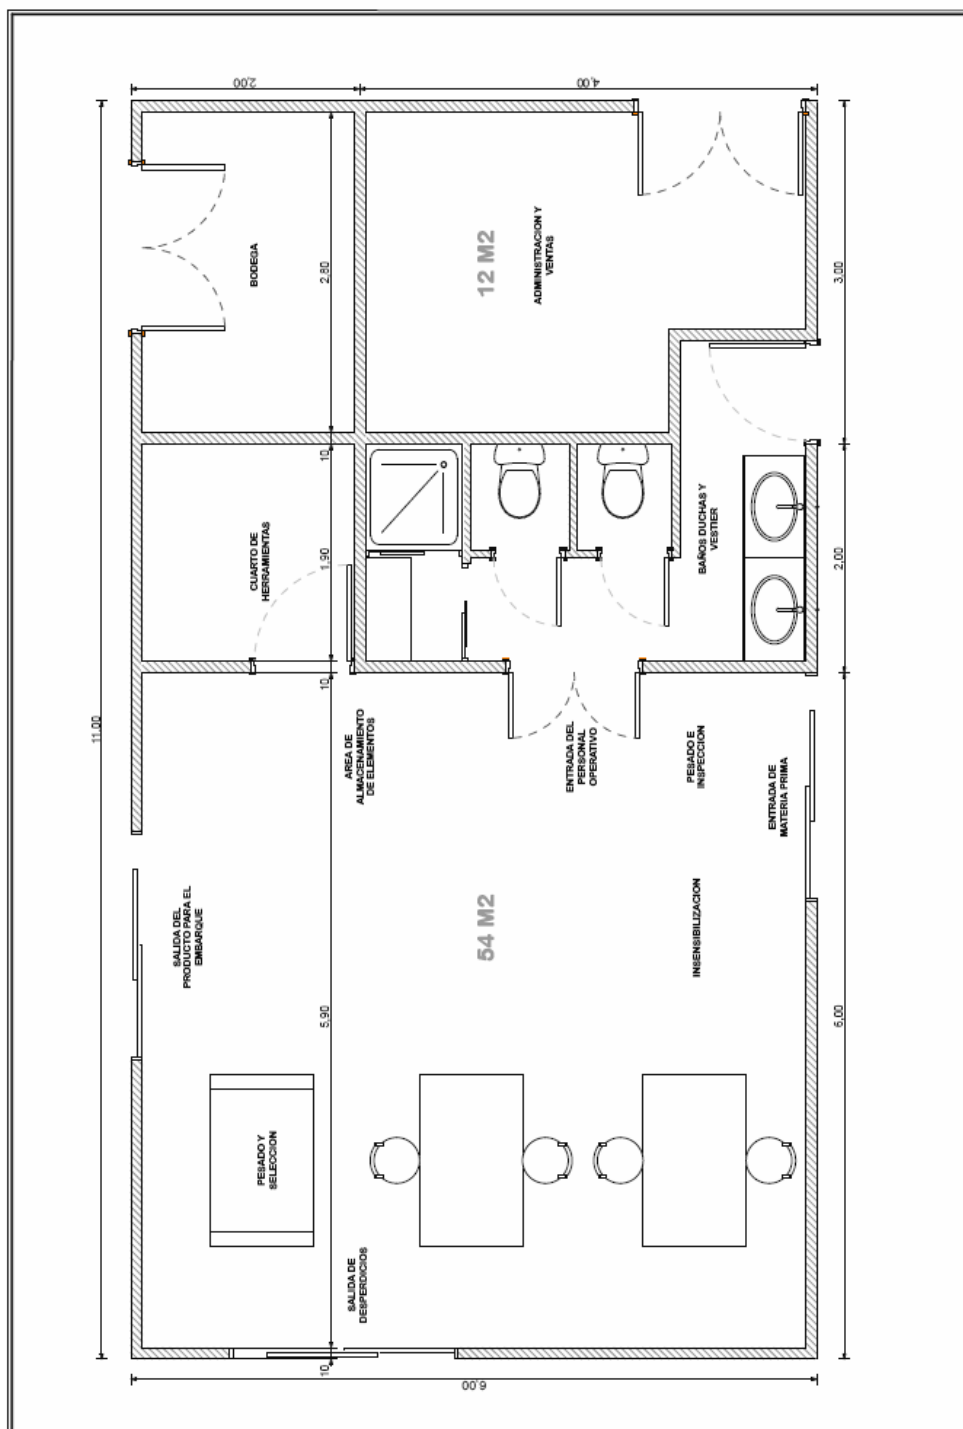 2,00
4,00
11,00
BODEGA
2,80
12 M2
ADMINISTRACION Y
VENTAS
3,00
10
CUARTO DE
HERRAMIENTAS
1,90
BAÑOS DUCHAS Y
VESTIER
2,00
10
AREA DE
ALMACENAMIENTO
DE ELEMENTOS
ENTRADA DEL
PERSONAL
OPERATIVO
PESADO E
INSPECCION
ENTRADA DE
MATERIA PRIMA
SALIDA DEL
PRODUCTO PARA EL
EMBARQUE
54 M2
INSENSIBILIZACION
5,90
6,00
PESADO Y
SELECCION
SALIDA DE
DESPERDICIOS
10
6,00